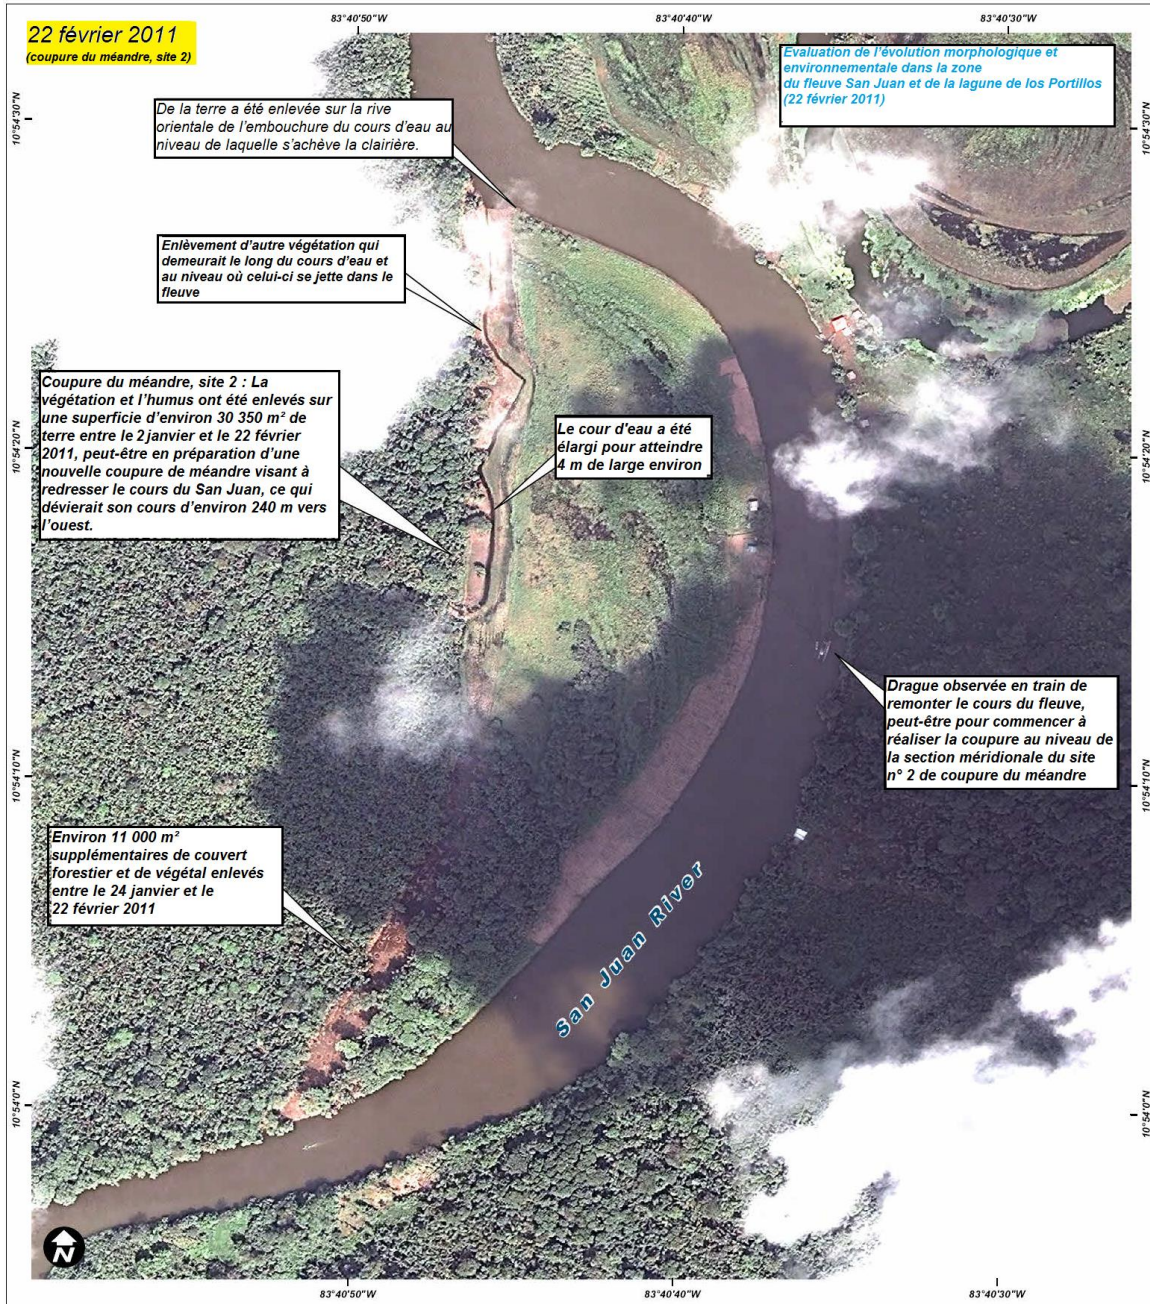 83°40'50"W
83°40'40"W
83°40'30"W
22 février 2011
(coupure du méandre, site 2)
Evaluation de l'évolution morphologique et
environnementale dans la zone
du fleuve San Juan et de la lagune de los Portillos
(22 février 2011)
10°54'30"N
10°54'30"N
De la terre a été enlevée sur la rive
orientale de l'embouchure du cours d'eau au
niveau de laquelle s'achève la clairière.
Enlèvement d'autre végétation qui
demeurait le long du cours d'eau et
au niveau où celui-ci se jette dans le
fleuve
Coupure du méandre, site 2 : La
végétation et l'humus ont été enlevés sur
une superficie d'environ 30 350 m² de
terre entre le 2 janvier et le 22 février
2011, peut-être en préparation d'une
nouvelle coupure de méandre visant à
redresser le cours du San Juan, ce qui
dévierait son cours d'environ 240 m vers
l'ouest.
Le cour d'eau a été
élargi pour atteindre
4 m de large environ
10°54'20"N
10°54'20"N
Drague observée en train de
remonter le cours du fleuve,
peut-être pour commencer à
réaliser la coupure au niveau de
la section méridionale du site
n° 2 de coupure du méandre
10°54'10"N
10°54'10"N
Environ 11 000 m²
supplémentaires de couvert
forestier et de végétal enlevés
entre le 24 janvier et le
22 février 2011
San Juan River
10°54'0"N
10°54'0"N
N
83°40'50"W
83°40'40"W
83°40'30"W